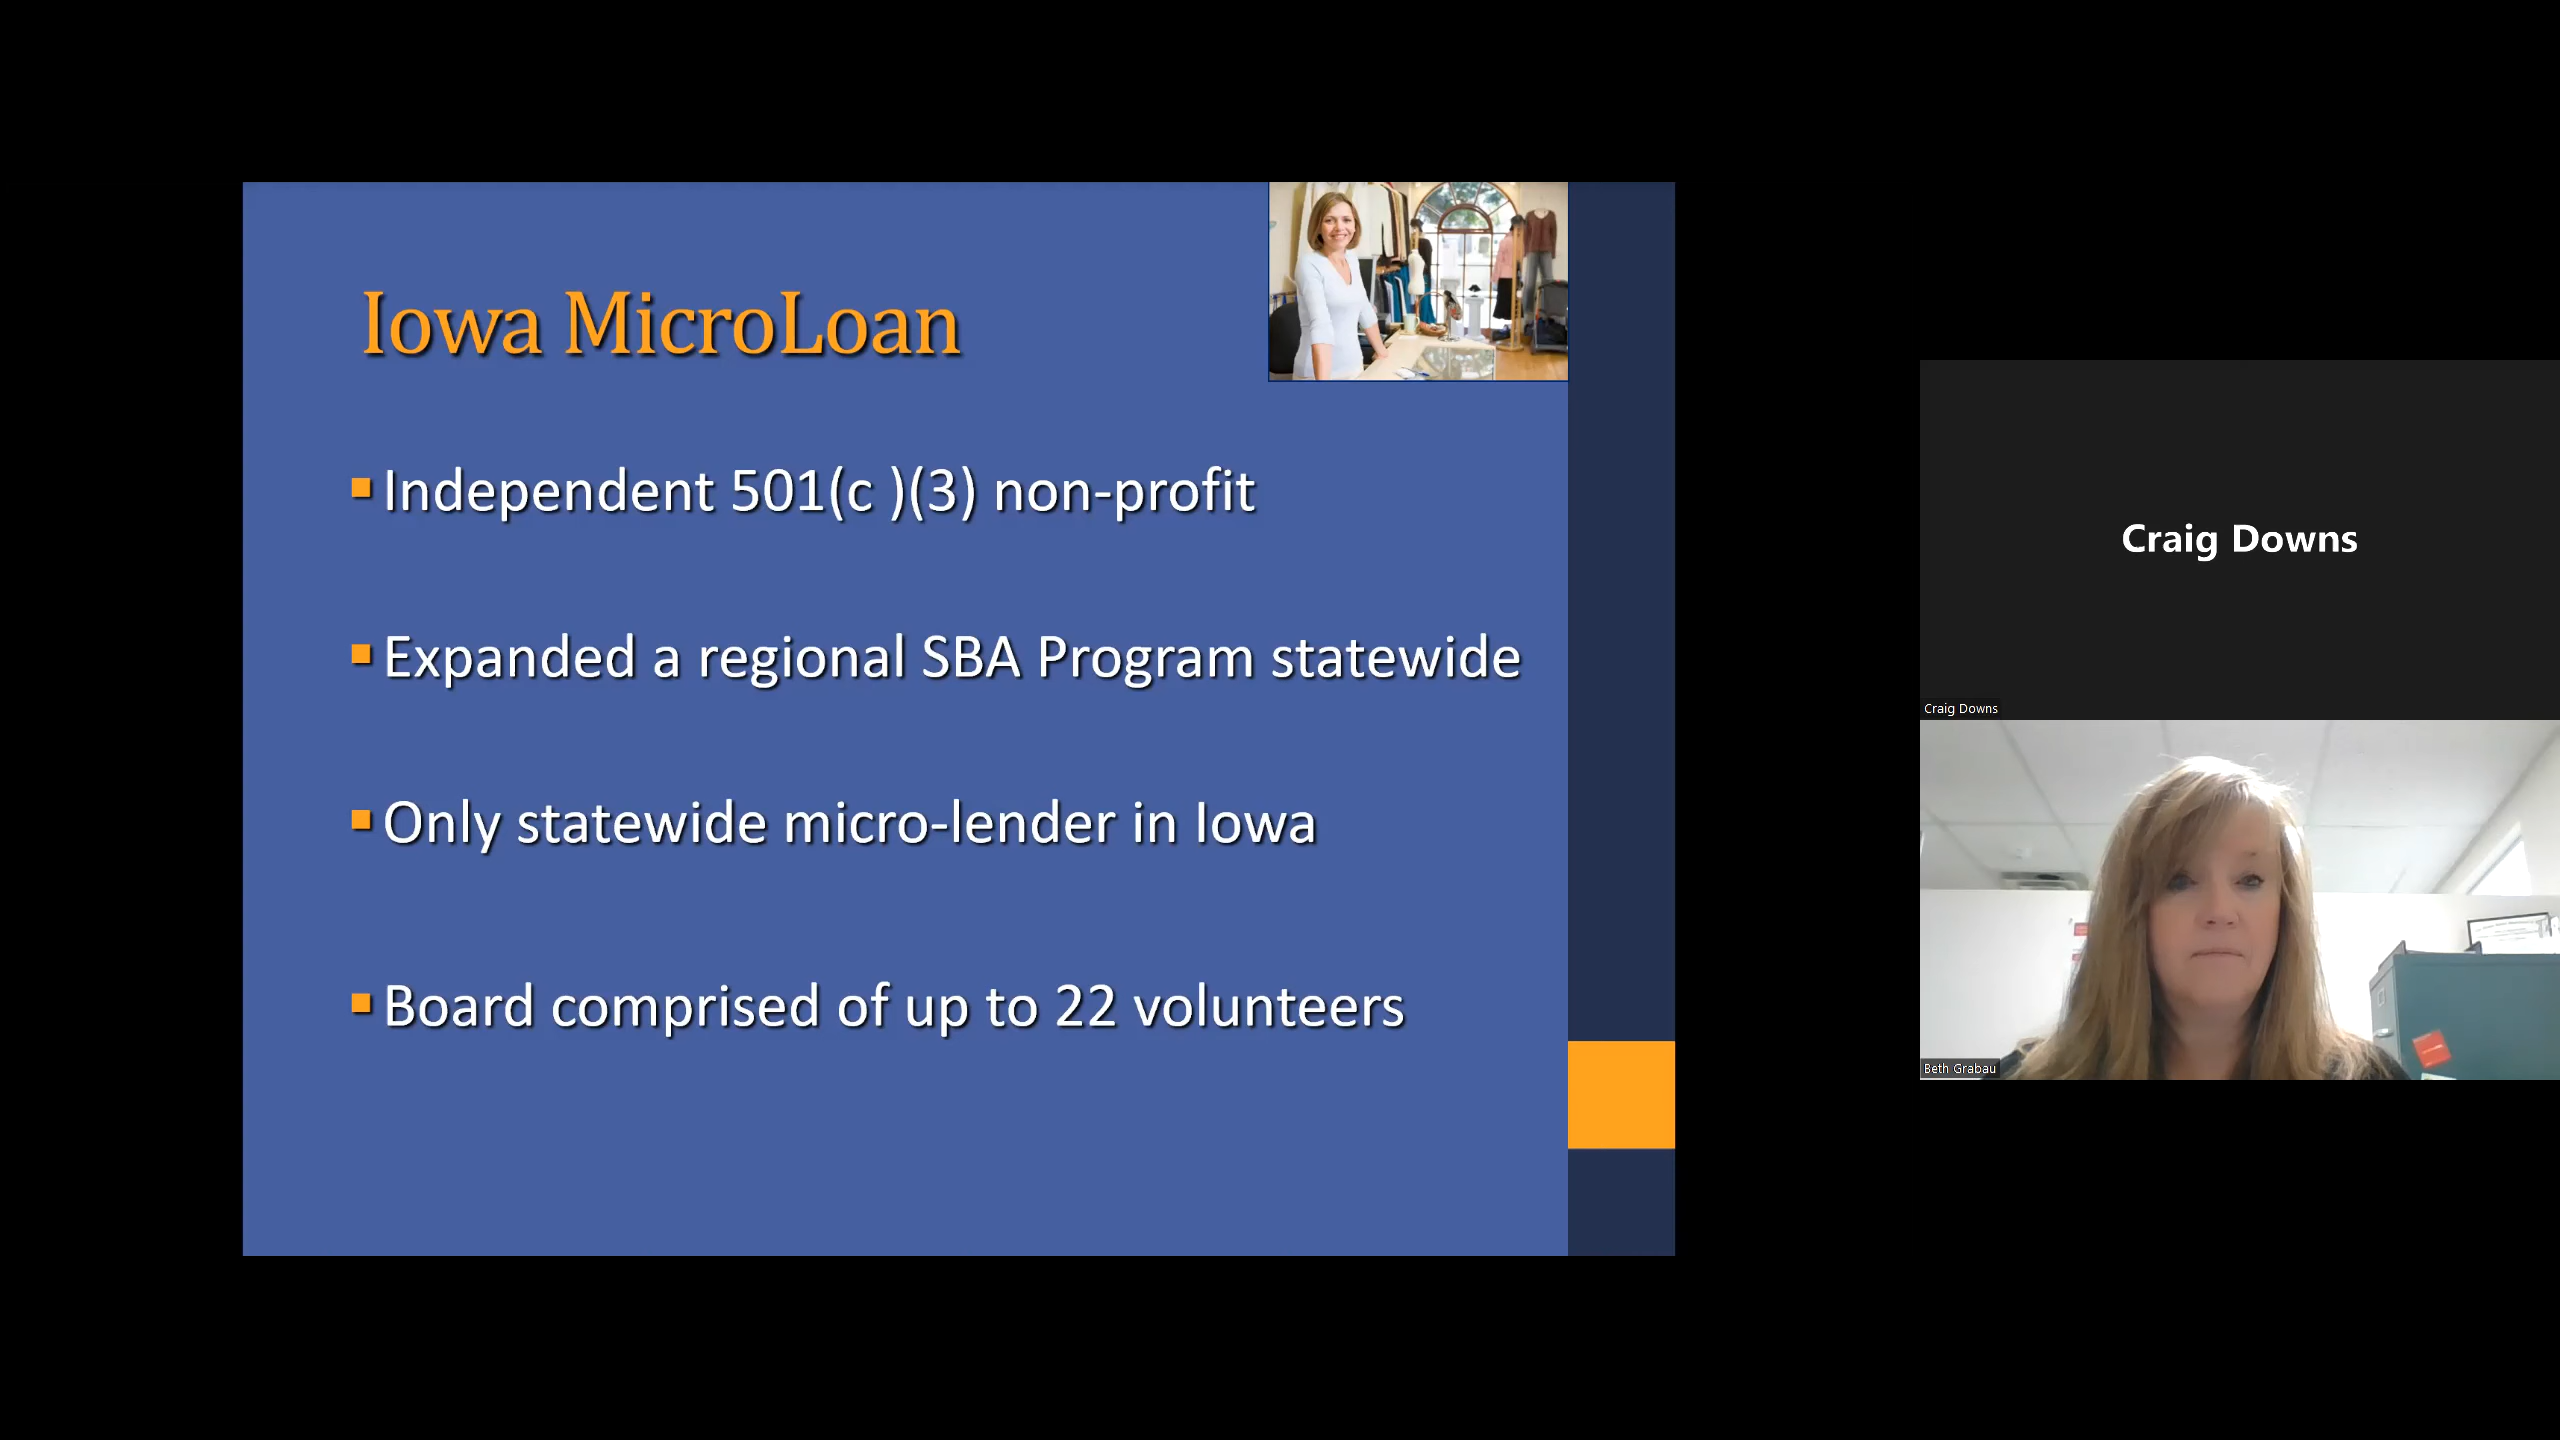 Iowa MicroLoan
Independent 501(c )(3) non-profit
Expanded a regional SBA Program statewide
Only statewide micro-lender in Iowa
Board comprised of up to 22 volunteers
Craig Downs
Craig Downs
Beth Grabau